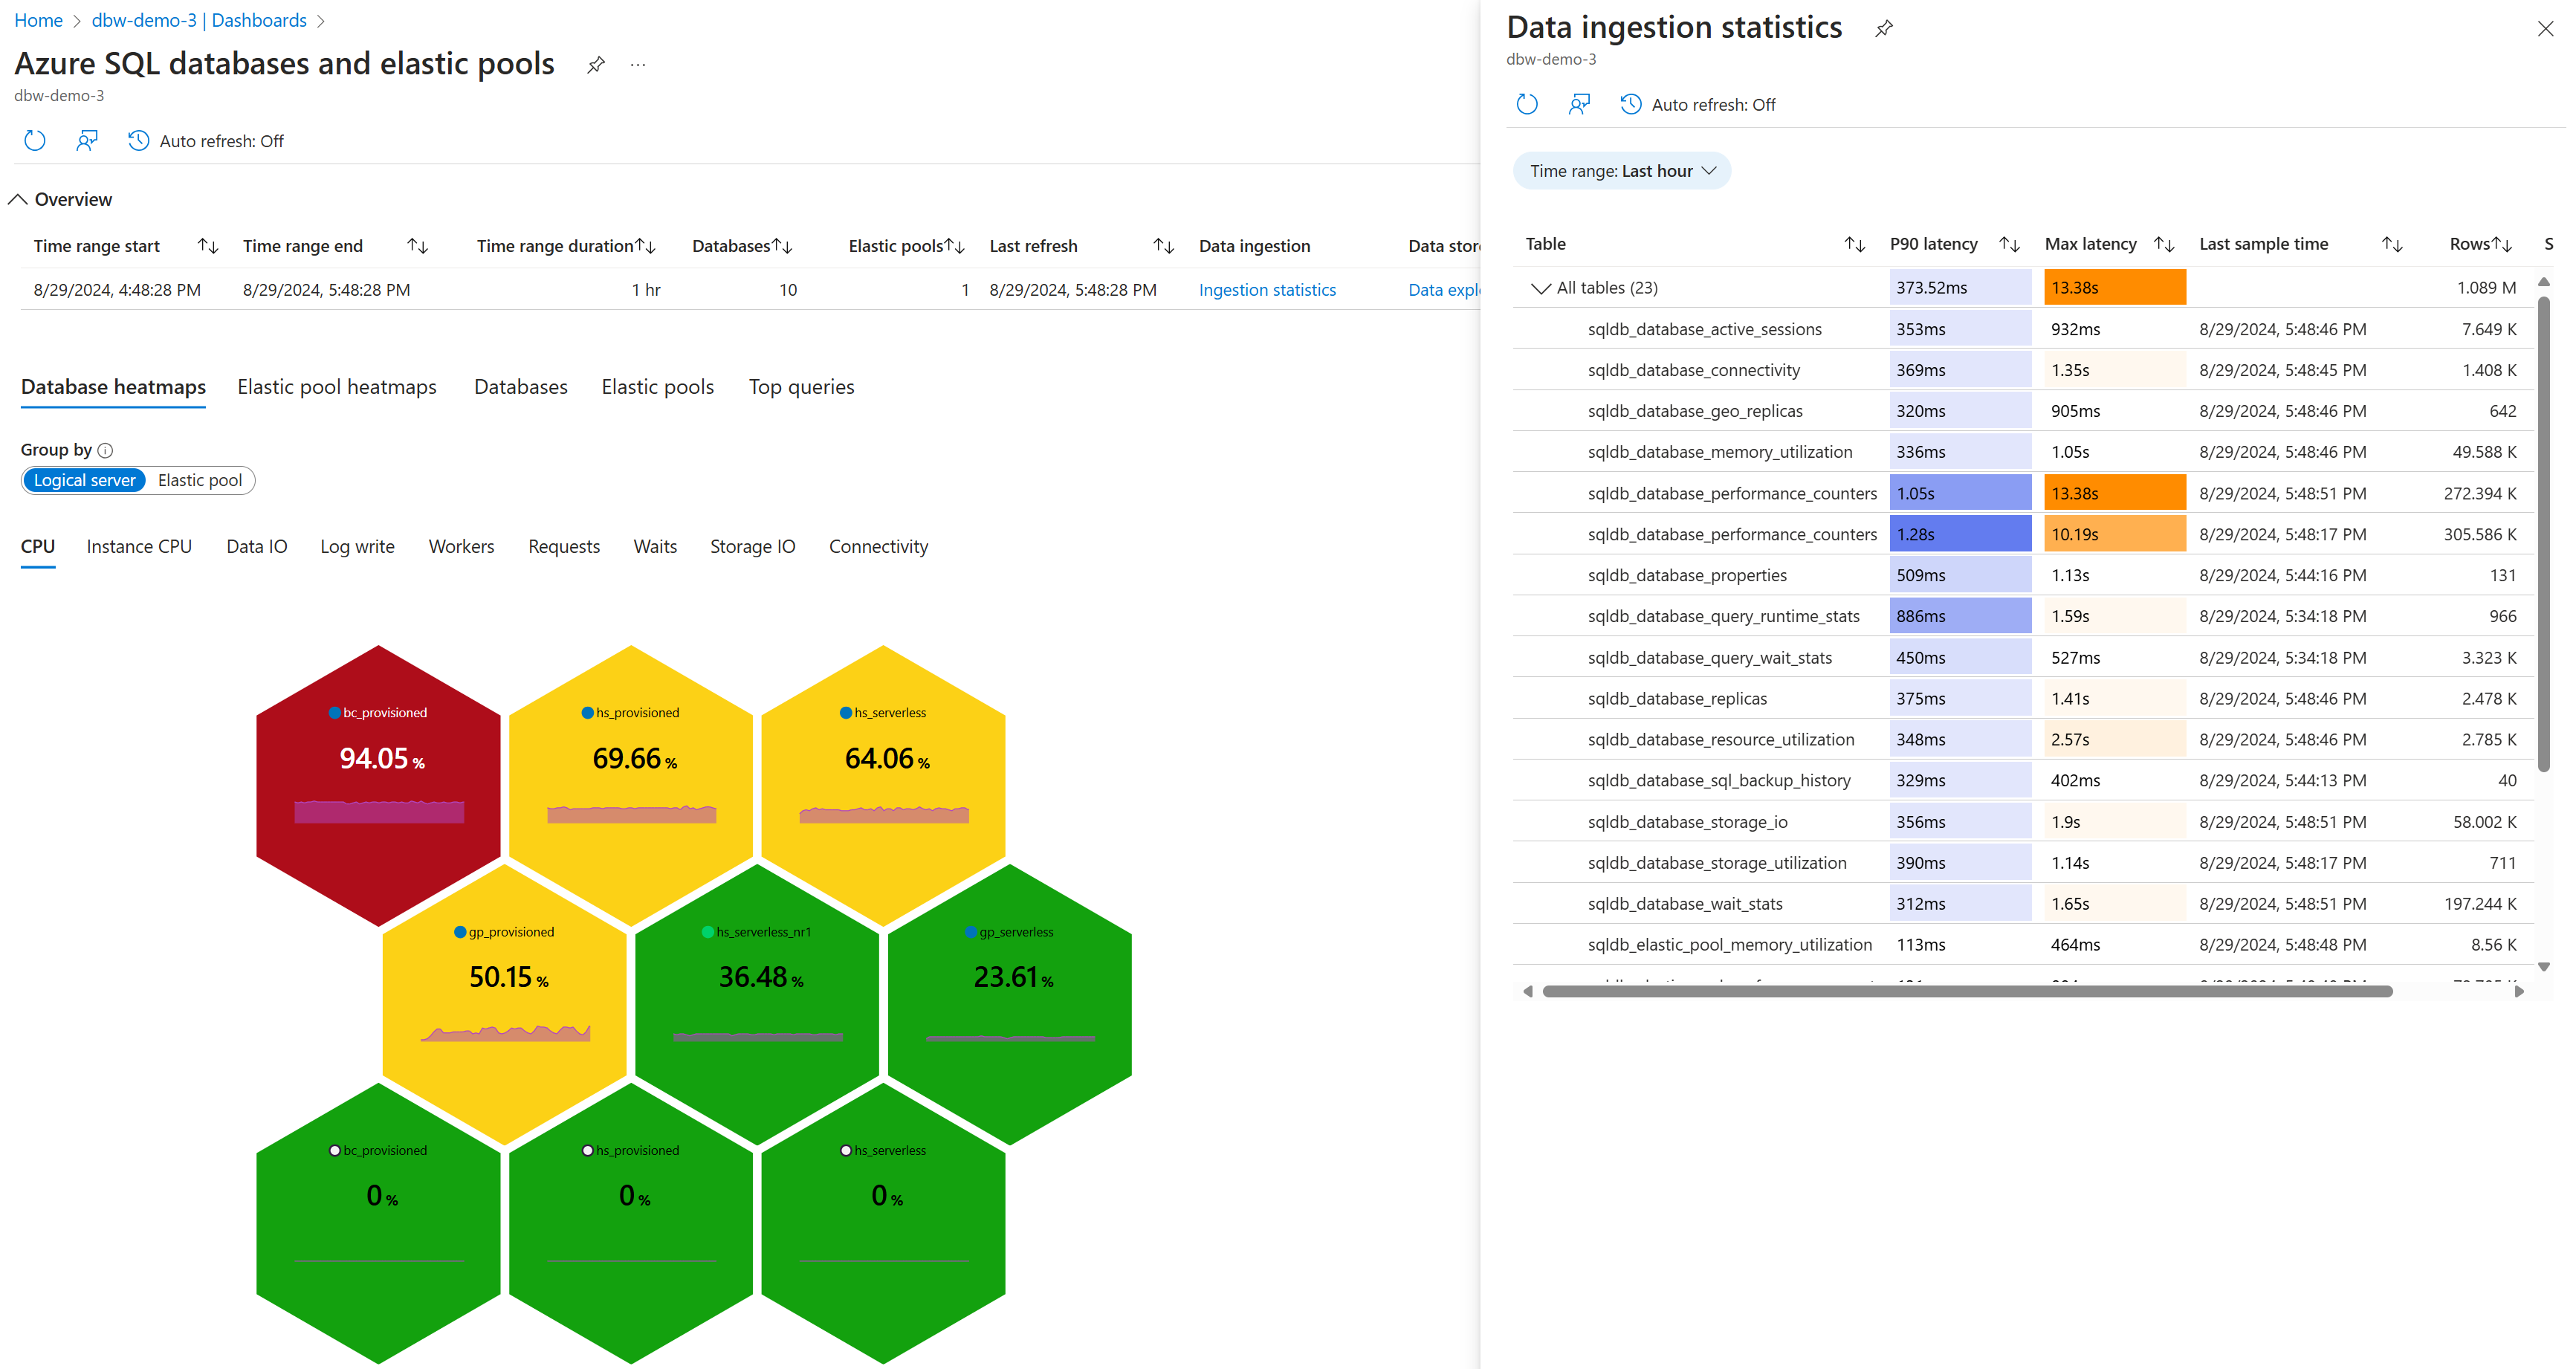 Home > dbw-demo-3 | Dashboards >
Azure SQL databases and elastic pools ...
dbw-demo-3
Auto refresh: Off
Overview
Time range start Time range end Time range duration Databases Elastic pools Last refresh Data ingestion Data stor
8/29/2024, 4:48:28 PM 8/29/2024, 5:48:28 PM 1 hr 10 1 8/29/2024, 5:48:28 PM Ingestion statistics Data expl
Database heatmaps Elastic pool heatmaps Databases Elastic pools Top queries
Group by
Logical server Elastic pool
CPU Instance CPU Data IO Log write Workers Requests Waits Storage IO Connectivity
bc_provisioned hs_provisioned hs_serverless
94.05 % 69.66 % 64.06 %
gp_provisioned hs_serverless_nr1 gp_serverless
50.15 % 36.48 % 23.61 %
bc_provisioned hs_provisioned hs_serverless
0 % 0 % 0 %
Data ingestion statistics
dbw-demo-3
Auto refresh: Off
Time range: Last hour
Table P90 latency Max latency Last sample time Rows S
All tables (23) 373.52ms 13.38s 1.089 M
sqldb_database_active_sessions 353ms 932ms 8/29/2024, 5:48:46 PM 7.649 K
sqldb_database_connectivity 369ms 1.35s 8/29/2024, 5:48:45 PM 1.408 K
sqldb_database_geo_replicas 320ms 905ms 8/29/2024, 5:48:46 PM 642
sqldb_database_memory_utilization 336ms 1.05s 8/29/2024, 5:48:46 PM 49.588 K
sqldb_database_performance_counters 1.05s 13.38s 8/29/2024, 5:48:51 PM 272.394 K
sqldb_database_performance_counters 1.28s 10.19s 8/29/2024, 5:48:17 PM 305.586 K
sqldb_database_properties 509ms 1.13s 8/29/2024, 5:44:16 PM 131
sqldb_database_query_runtime_stats 886ms 1.59s 8/29/2024, 5:34:18 PM 966
sqldb_database_query_wait_stats 450ms 527ms 8/29/2024, 5:34:18 PM 3.323 K
sqldb_database_replicas 375ms 1.41s 8/29/2024, 5:48:46 PM 2.478 K
sqldb_database_resource_utilization 348ms 2.57s 8/29/2024, 5:48:46 PM 2.785 K
sqldb_database_sql_backup_history 329ms 402ms 8/29/2024, 5:44:13 PM 40
sqldb_database_storage_io 356ms 1.9s 8/29/2024, 5:48:51 PM 58.002 K
sqldb_database_storage_utilization 390ms 1.14s 8/29/2024, 5:48:17 PM 711
sqldb_database_wait_stats 312ms 1.65s 8/29/2024, 5:48:51 PM 197.244 K
sqldb_elastic_pool_memory_utilization 113ms 464ms 8/29/2024, 5:48:48 PM 8.56 K